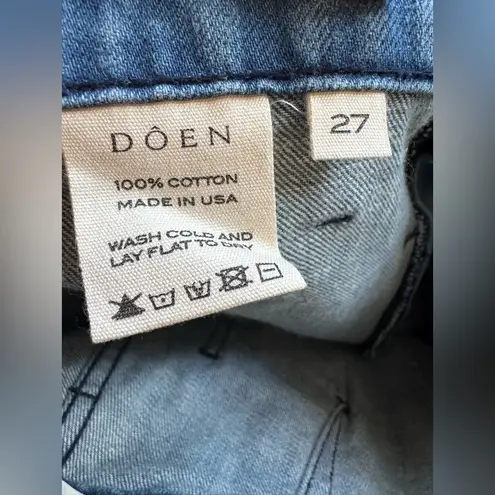 DÔEN
100% COTTON
MADE IN USA
WASH COLD AND
LAY FLAT TO DRY
27